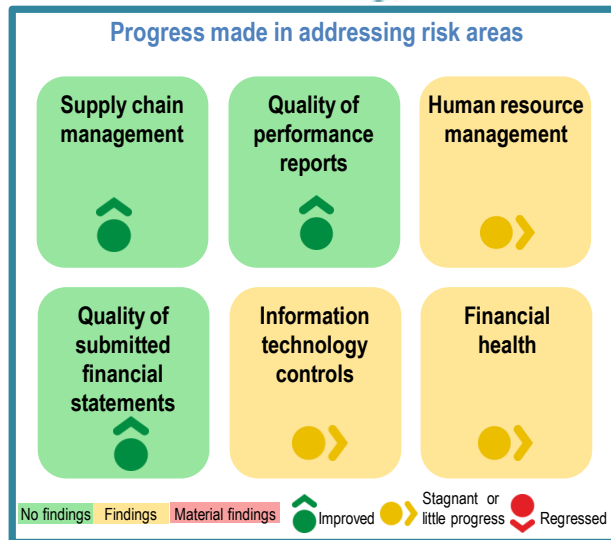 Progress made in addressing risk areas
Supply chain
management
Quality of
performance
reports
Human resource
management
Quality of
submitted
financial
statements
Information
technology
controls
Financial
health
No findings Findings Material findings Improved Stagnant or
little progress Regressed